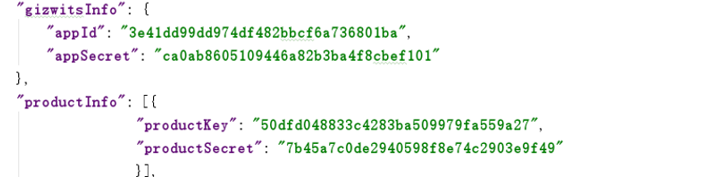 "gizwitsInfo": {
"appId": "3e41dd99dd974df482bbcf6a736801ba",
"appSecret": "ca0ab8605109446a82b3ba4f8cbef101"
},
"productInfo": [{
"productKey": "50dfd048833c4283ba509979fa559a27",
"productSecret": "7b45a7c0de2940598f8e74c2903e9f49"
}],